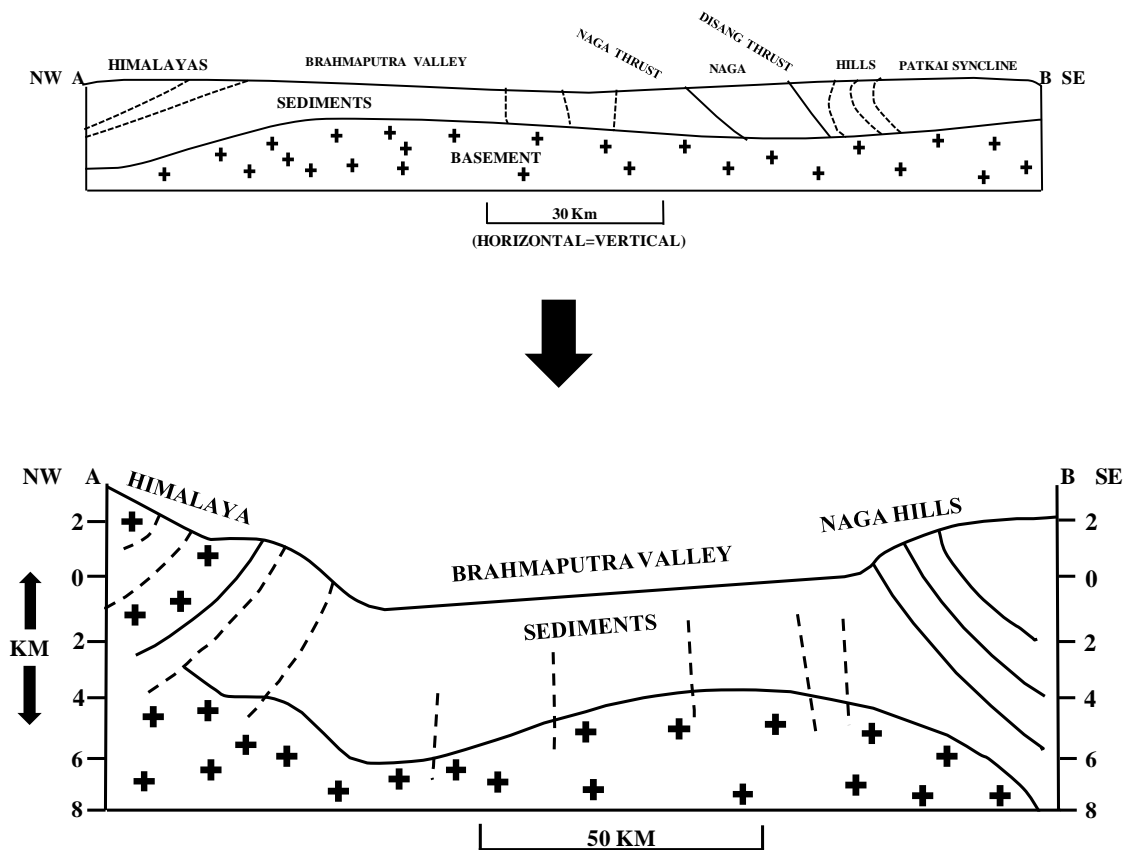 DISANG THRUST
NAGA THRUST
HIMALAYAS
BRAHMAPUTRA VALLEY
NAGA
HILLS
PATKAI SYNCLINE
NW A
B SE
SEDIMENTS
BASEMENT
30 Km
(HORIZONTAL=VERTICAL)
NW A
B SE
HIMALAYA
NAGA HILLS
2
2
BRAHMAPUTRA VALLEY
0
0
SEDIMENTS
KM
2
2
4
4
6
6
8
8
50 KM